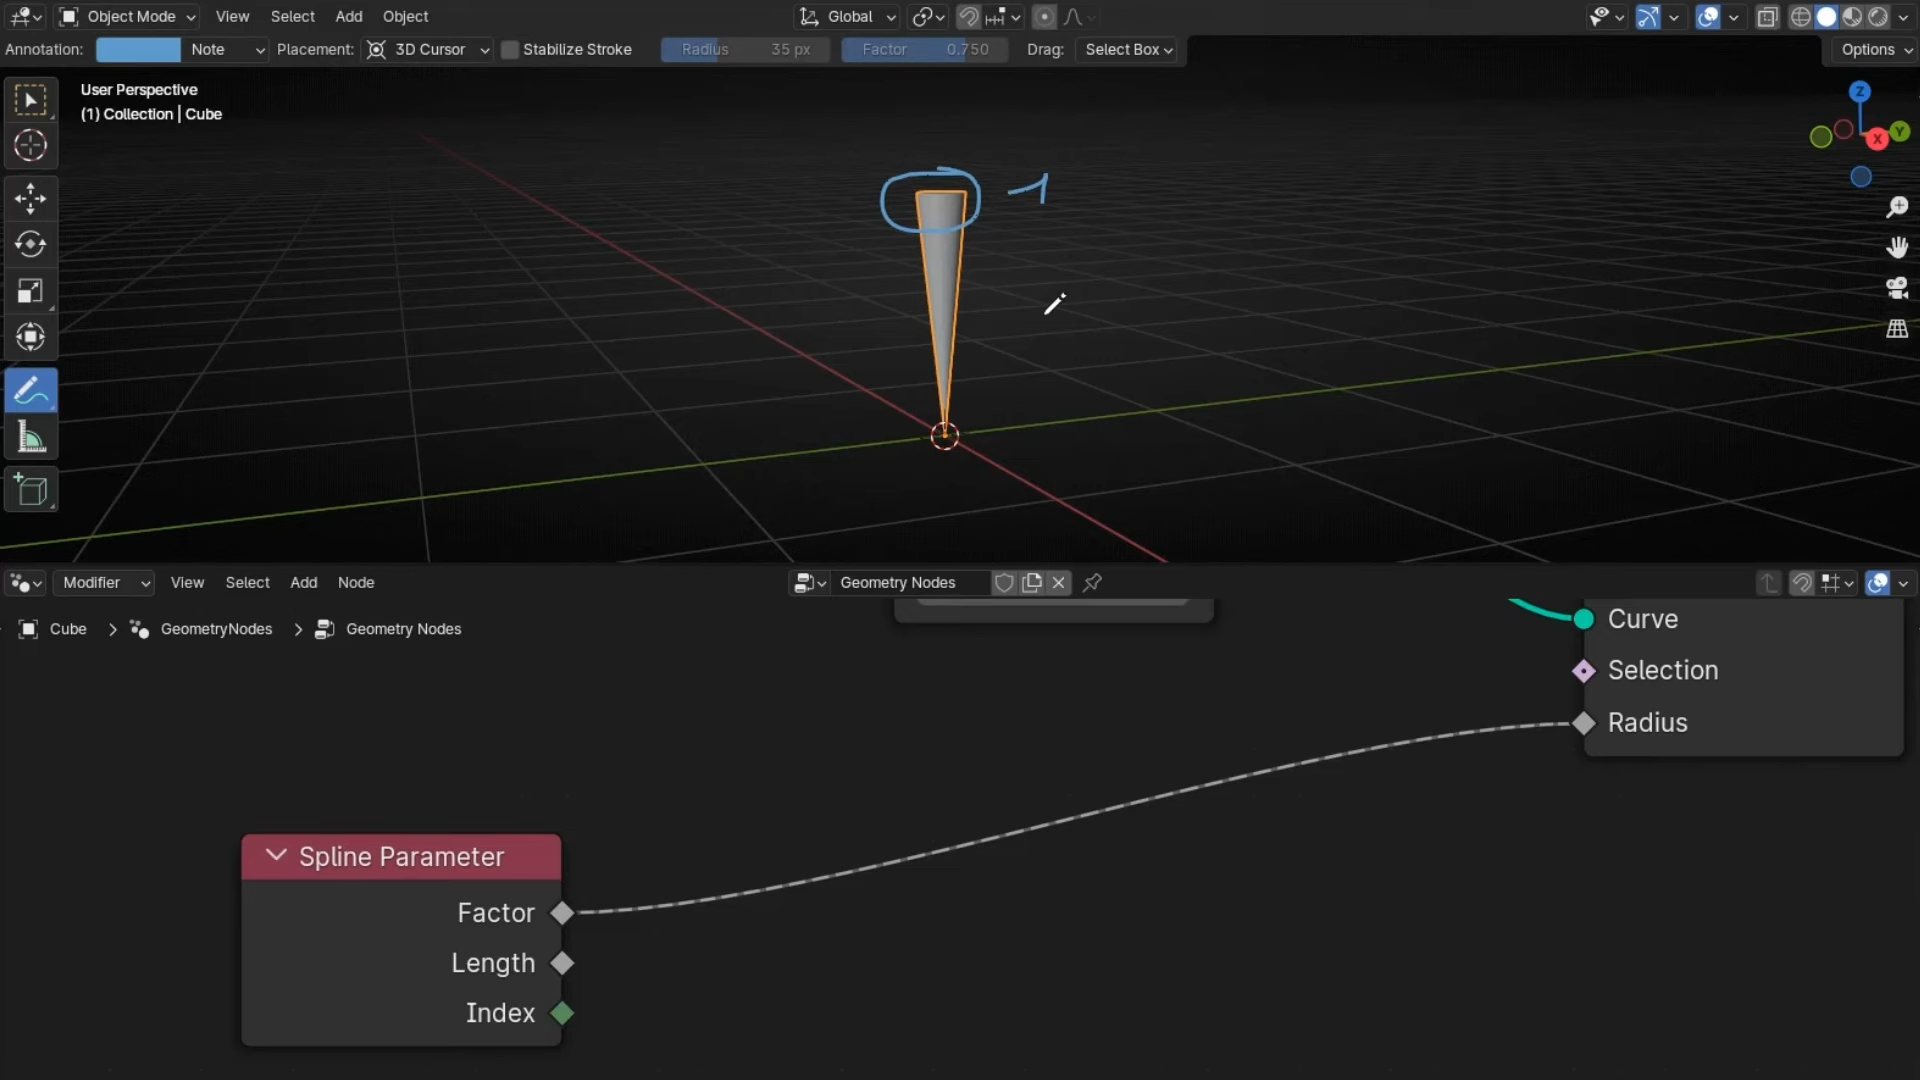 Object Mode View Select Add Object Global
Annotation: Note Placement: 3D Cursor Stabilize Stroke Radius 35 px Factor 0.750 Drag: Select Box Options
User Perspective
(1) Collection | Cube
Z
Y
X
1
Modifier View Select Add Node Geometry Nodes
Cube > GeometryNodes > Geometry Nodes
Curve
Selection
Radius
Spline Parameter
Factor
Length
Index